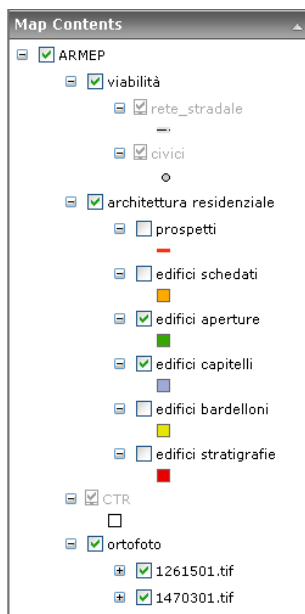 Map Contents
ARMEP
viabilità
rete_stradale
civici
architettura residenziale
prospetti
edifici schedati
edifici aperture
edifici capitelli
edifici bardelloni
edifici stratigrafie
CTR
ortofoto
1261501.tif
1470301.tif